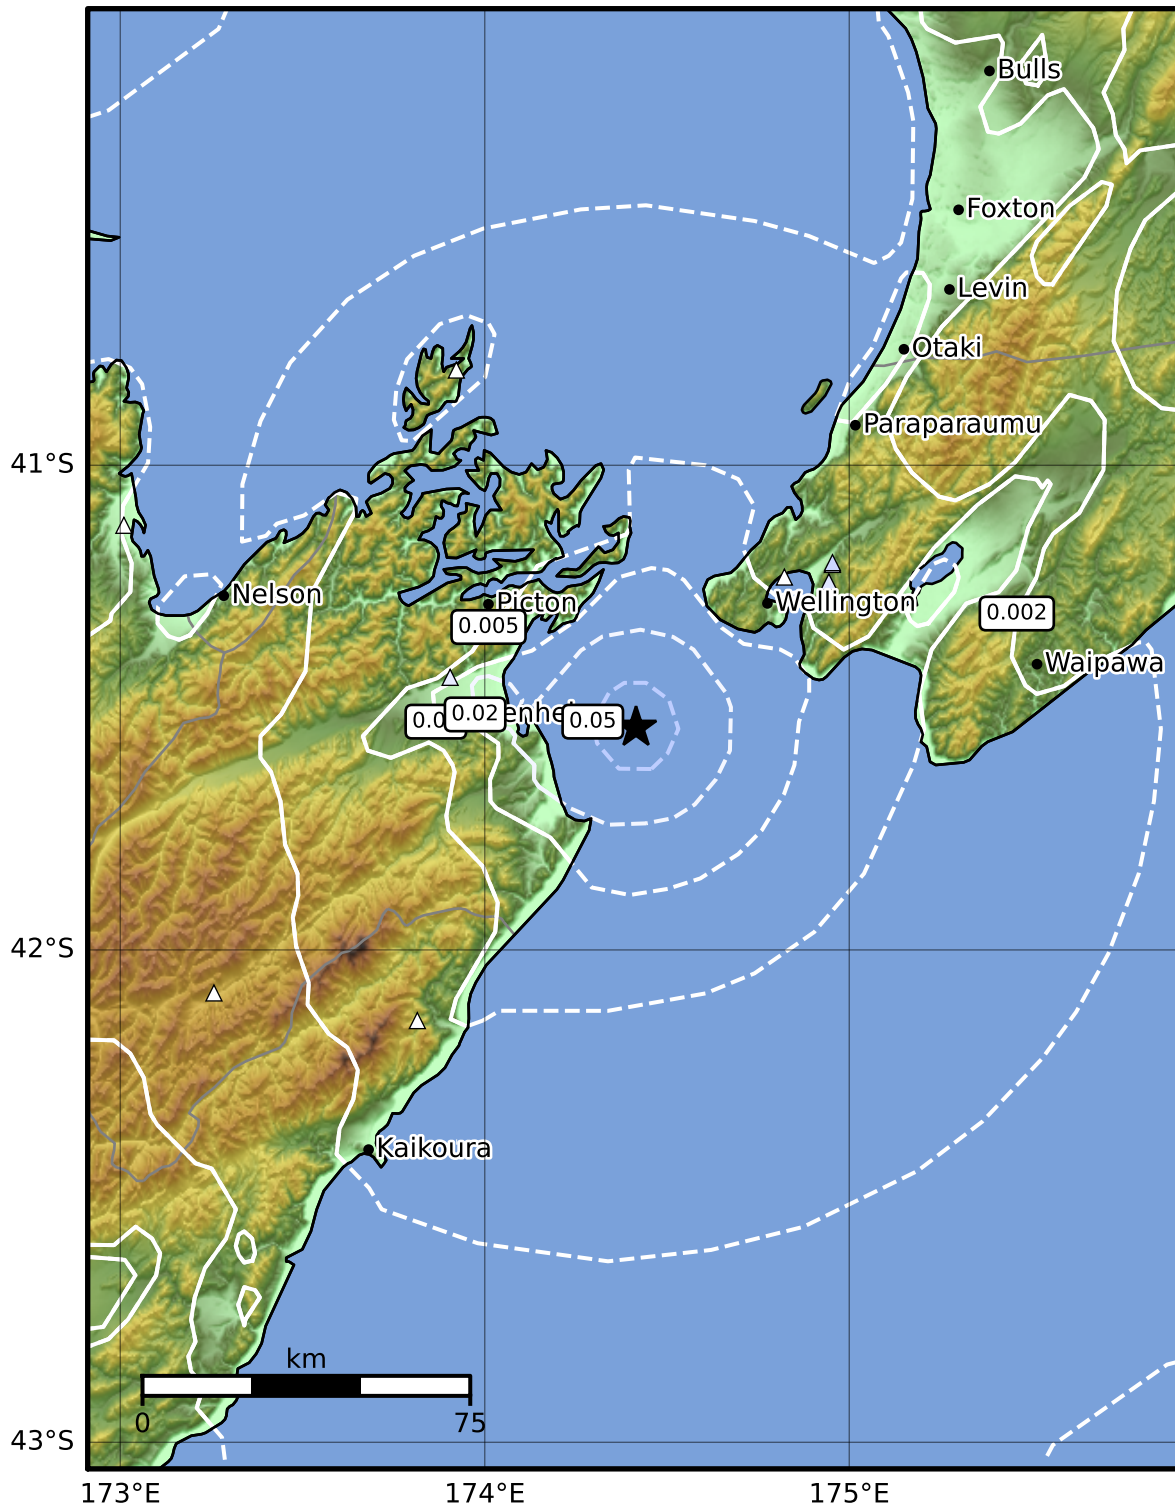 Bulls
Foxton
Levin
Otaki
Paraparaumu
41°S
Nelson
Picton
Wellington
0.005
0.002
Waipawa
0.02
0.05
42°S
Kaikoura
km
0
75
43°S
173°E
174°E
175°E